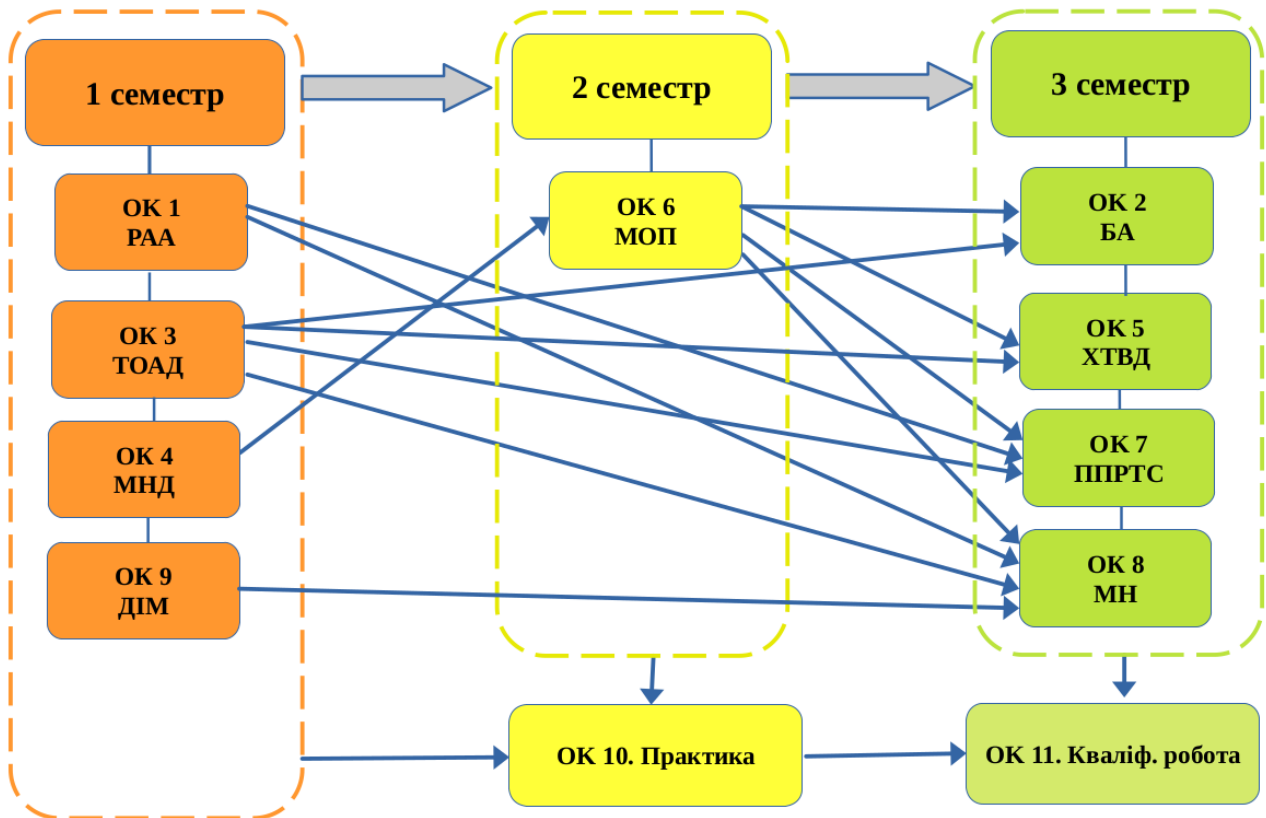 1 семестр
2 семестр
3 семестр
ОК 1
РАА
ОК 3
ТОАД
ОК 4
МНД
ОК 9
ДІМ
ОК 6
МОП
ОК 2
БА
ОК 5
ХТВД
ОК 7
ППРТС
ОК 8
МН
ОК 10. Практика
ОК 11. Кваліф. робота